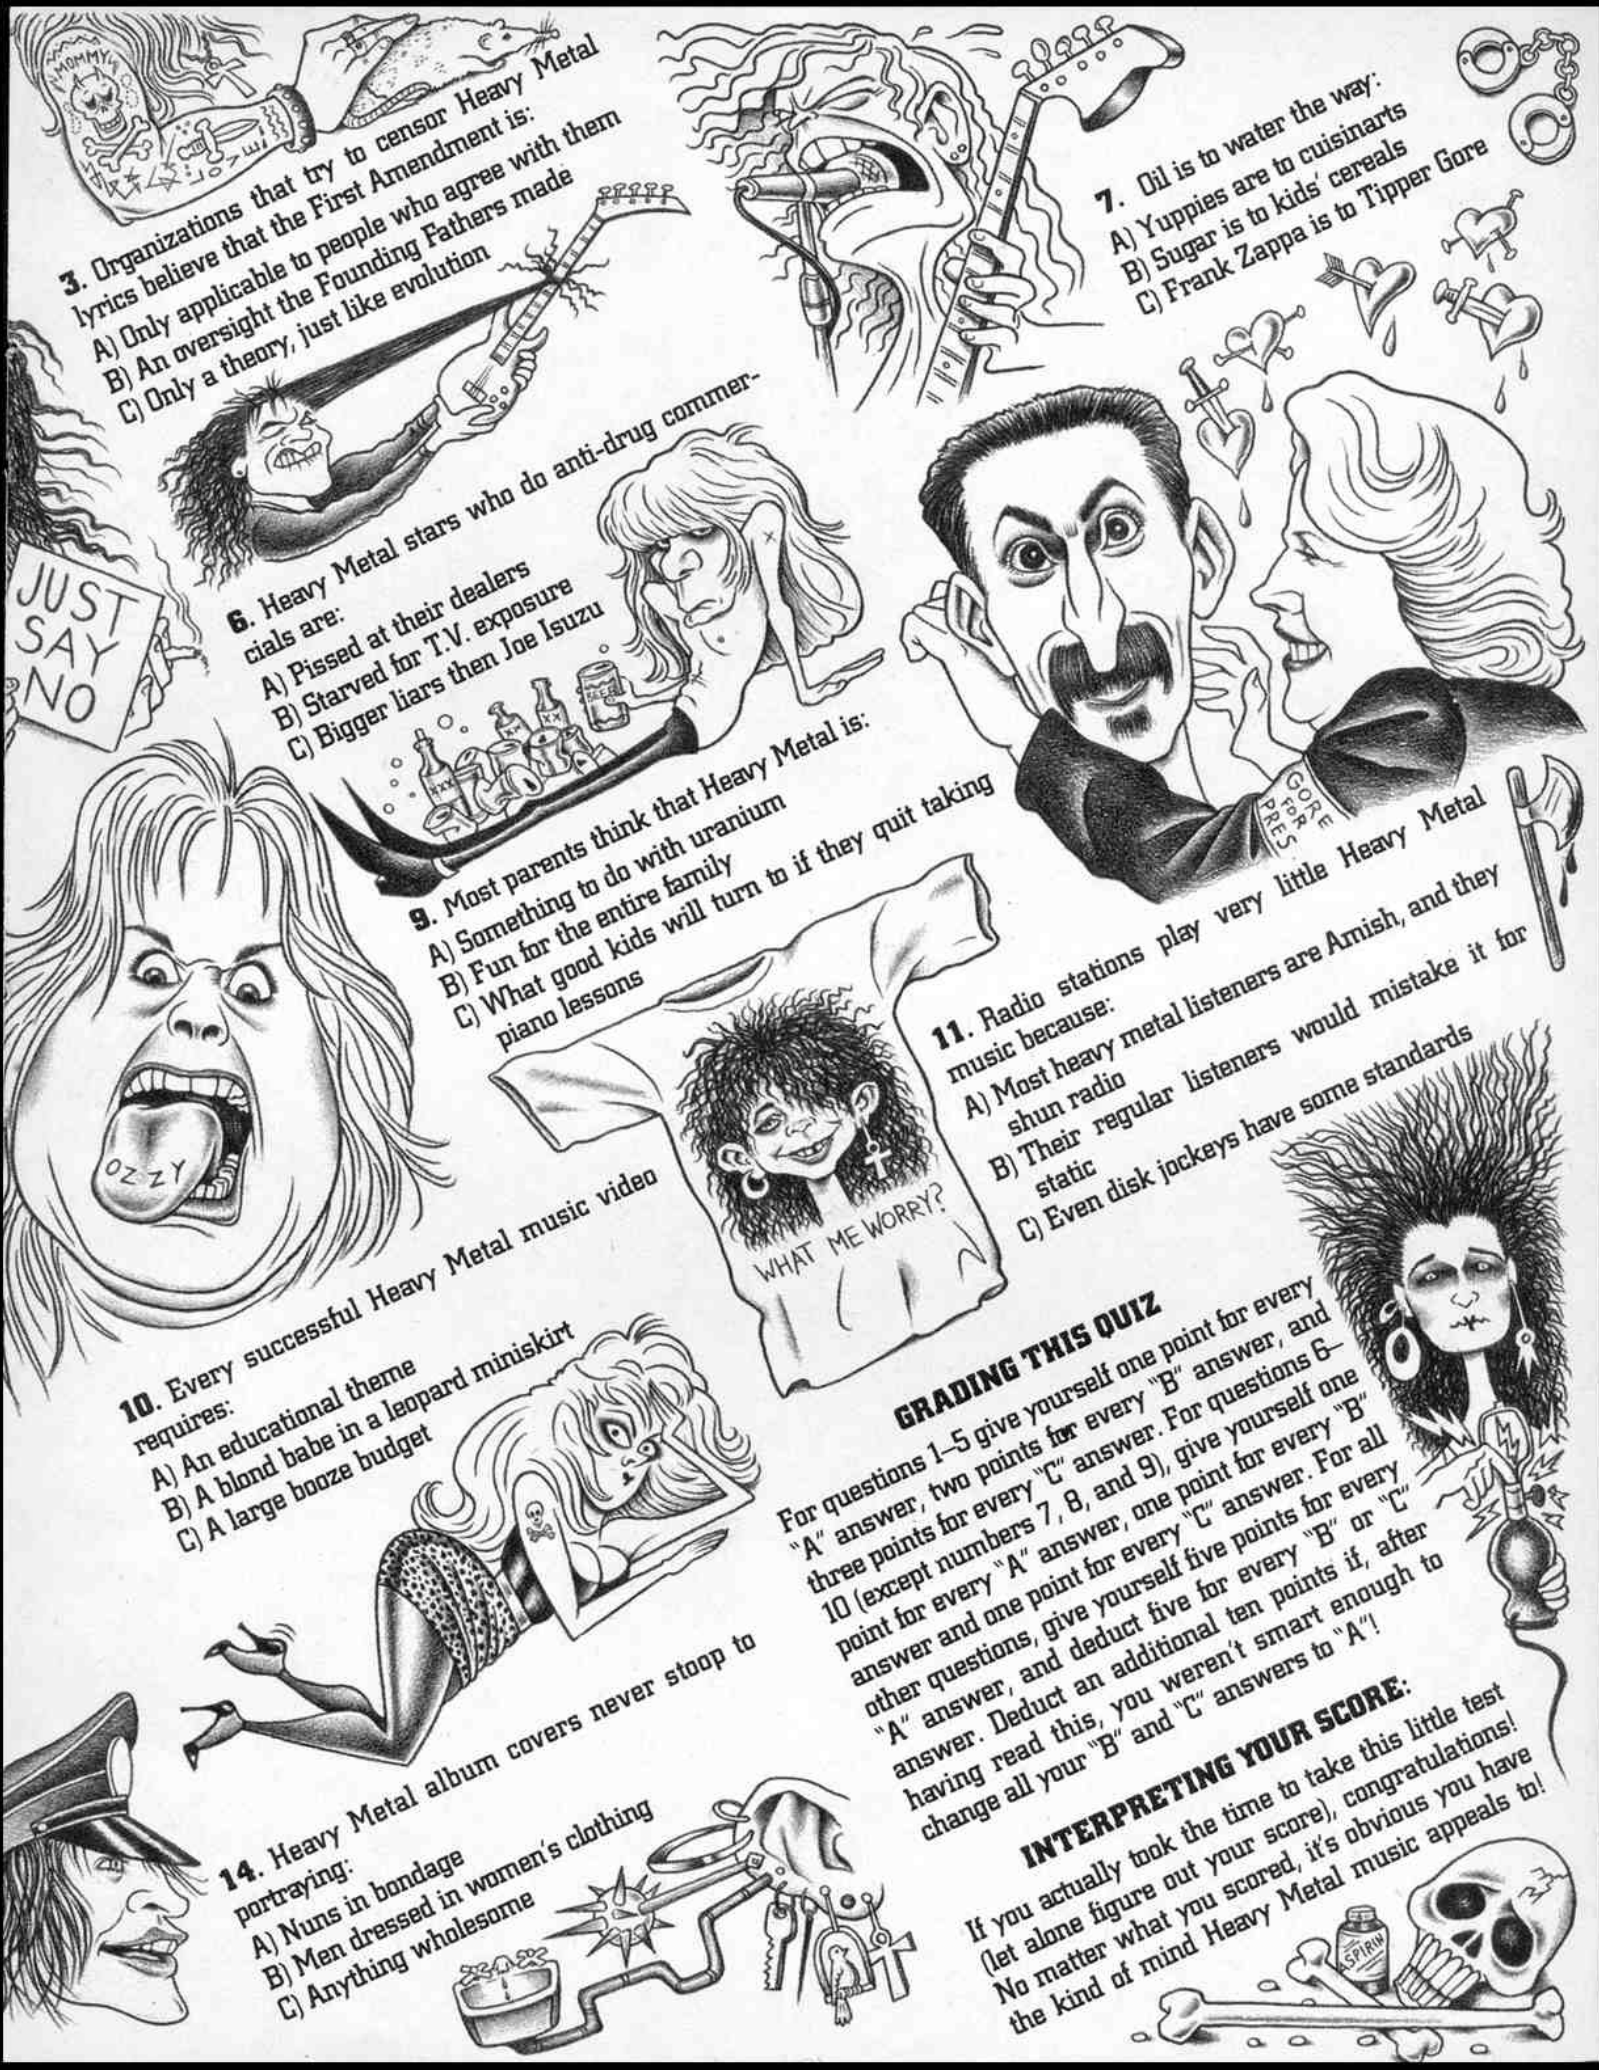 MOMMY
LOVE
3. Organizations that try to censor Heavy Metal
lyrics believe that the First Amendment is:
A) Only applicable to people who agree with them
B) An oversight the Founding Fathers made
C) Only a theory, just like evolution
7. Oil is to water the way:
A) Yuppies are to cuisinarts
B) Sugar is to kids' cereals
C) Frank Zappa is to Tipper Gore
JUST
SAY
NO
6. Heavy Metal stars who do anti-drug commer-
cials are:
A) Pissed at their dealers
B) Starved for T.V. exposure
C) Bigger liars then Joe Isuzu
BEER
XXX
XX
XX
GORE
FOR
PRES.
9. Most parents think that Heavy Metal is:
A) Something to do with uranium
B) Fun for the entire family
C) What good kids will turn to if they quit taking
piano lessons
OZZY
WHAT ME WORRY?
11. Radio stations play very little Heavy Metal
music because:
A) Most heavy metal listeners are Amish, and they
shun radio
B) Their regular listeners would mistake it for
static
C) Even disk jockeys have some standards
10. Every successful Heavy Metal music video
requires:
A) An educational theme
B) A blond babe in a leopard miniskirt
C) A large booze budget
14. Heavy Metal album covers never stoop to
portraying:
A) Nuns in bondage
B) Men dressed in women's clothing
C) Anything wholesome
GRADING THIS QUIZ
For questions 1–5 give yourself one point for every
"A" answer, two points for every "B" answer, and
three points for every "C" answer. For questions 6–
10 (except numbers 7, 8, and 9), give yourself one
point for every "A" answer, one point for every "B"
answer and one point for every "C" answer. For all
other questions, give yourself five points for every
"A" answer, and deduct five for every "B" or "C"
answer. Deduct an additional ten points if, after
having read this, you weren't smart enough to
change all your "B" and "C" answers to "A"!
INTERPRETING YOUR SCORE:
If you actually took the time to take this little test
(let alone figure out your score), congratulations!
No matter what you scored, it's obvious you have
the kind of mind Heavy Metal music appeals to!
ASPIRIN